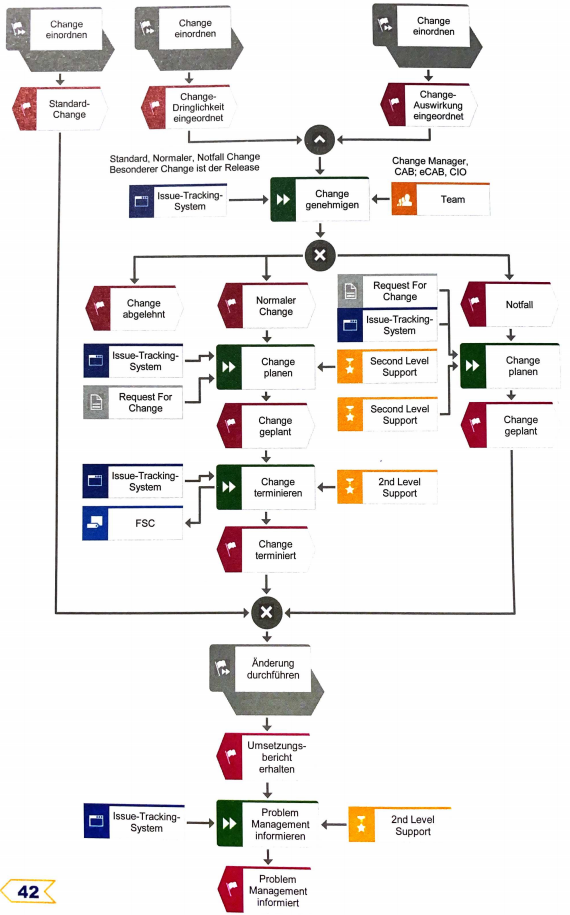 Change
einordnen
Change
einordnen
Change
einordnen
Standard-
Change
Change-
Dringlichkeit
eingeordnet
Change-
Auswirkung
eingeordnet
Standard, Normaler, Notfall Change
Besonderer Change ist der Release
Change Manager,
CAB; eCAB, CIO
Issue-Tracking-
System
Change
genehmigen
Team
Change
abgelehnt
Normaler
Change
Request For
Change
Notfall
Issue-Tracking-
System
Issue-Tracking-
System
Change
planen
Second Level
Support
Change
planen
Request For
Change
Change
geplant
Second Level
Support
Change
geplant
Issue-Tracking-
System
Change
terminieren
2nd Level
Support
FSC
Change
terminiert
Änderung
durchführen
Umsetzungs-
bericht
erhalten
Issue-Tracking-
System
Problem
Management
informieren
2nd Level
Support
Problem
Management
informiert
42